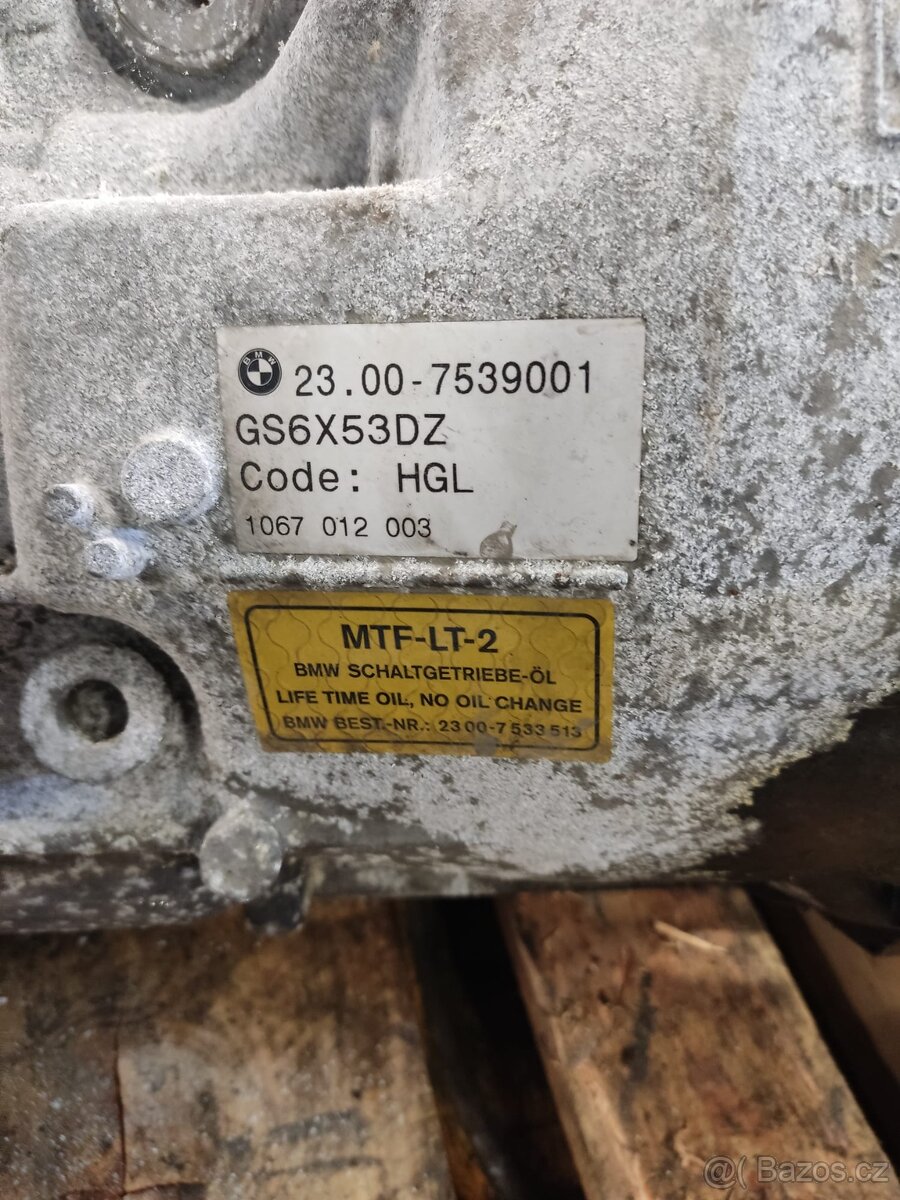 BMW 23.00-7539001
GS6X53DZ
Code: HGL
1067 012 003
MTF-LT-2
BMW SCHALTGETRIEBE-ÖL
LIFE TIME OIL, NO OIL CHANGE
BMW BEST.-NR.: 23 00-7 533 513
@ Bazos.cz